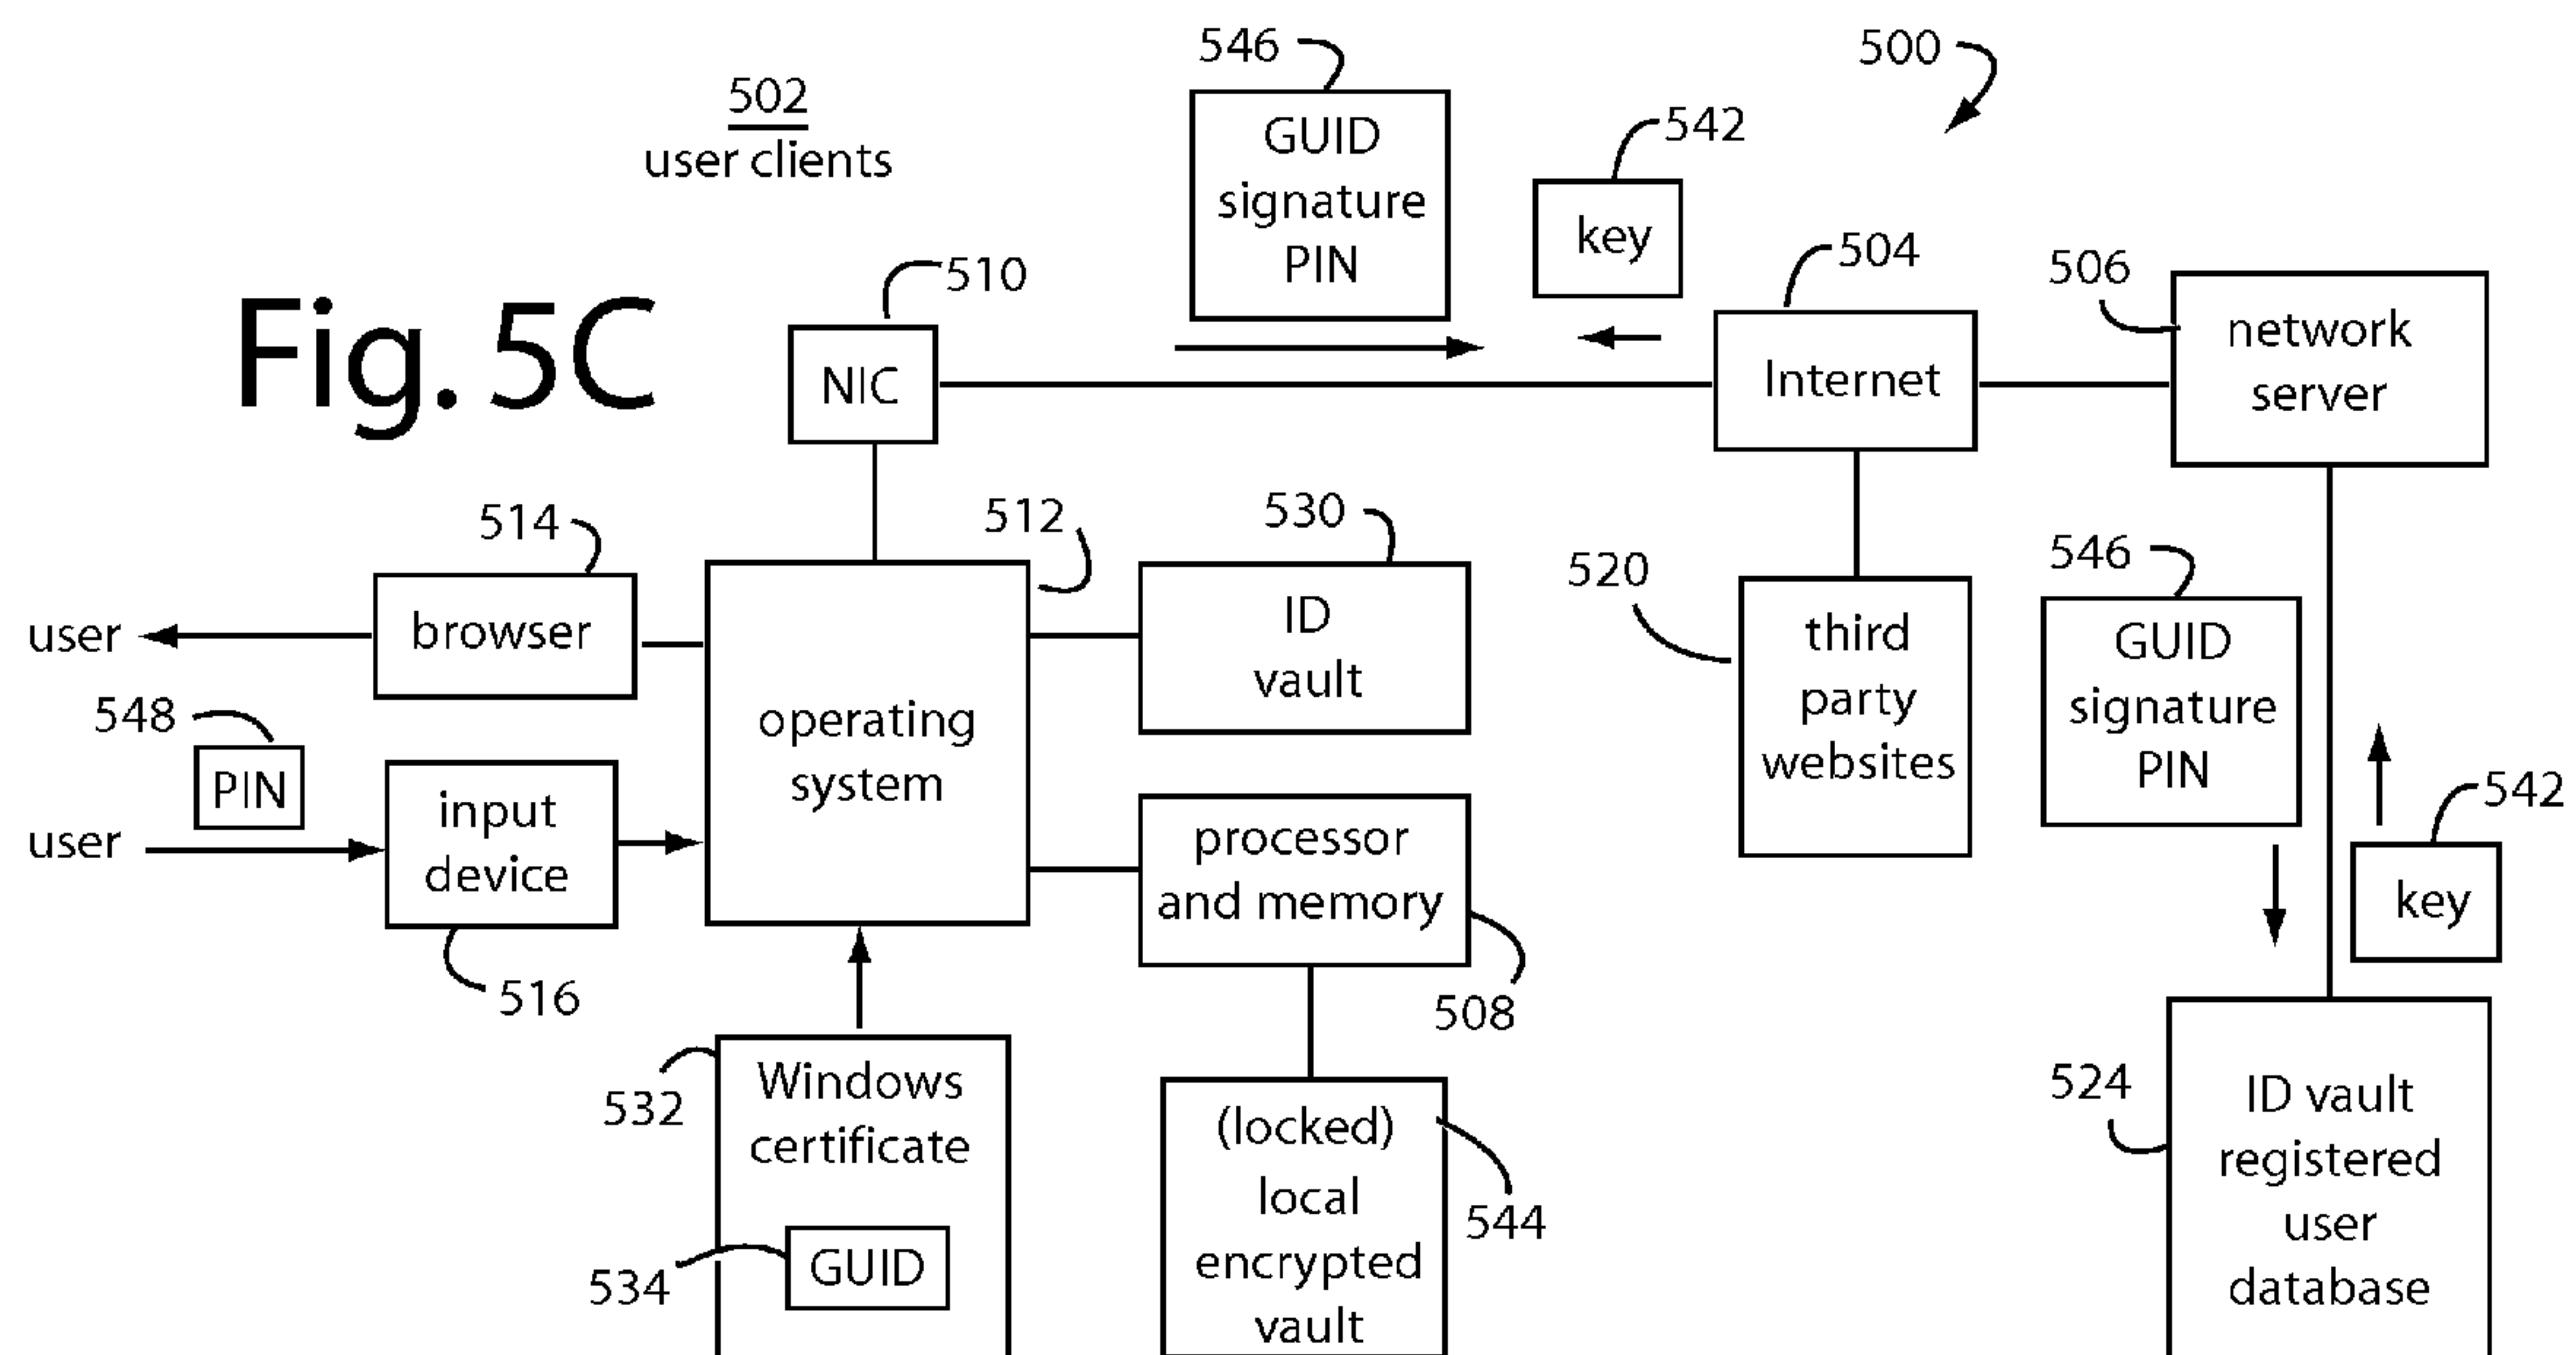 546
500
502
user clients
GUID
signature
PIN
542
key
510
504
506
Fig. 5C
NIC
Internet
network
server
514
512
530
520
546
user
browser
ID
vault
third
party
websites
GUID
signature
PIN
548
PIN
operating
system
user
input
device
processor
and memory
542
key
516
508
532
Windows
certificate
(locked)
local
encrypted
vault
544
524
ID vault
registered
user
database
534
GUID